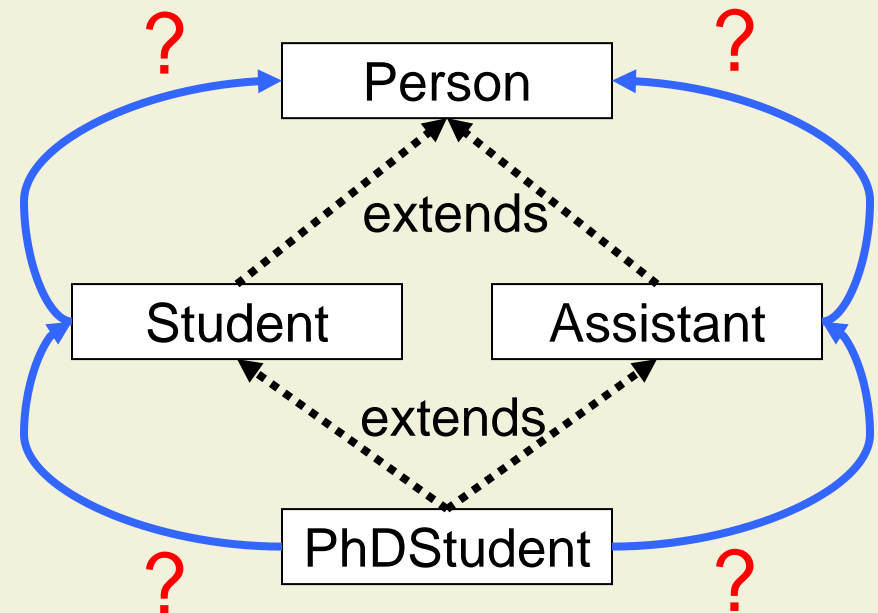 ? ?
Person
extends
Student Assistant
extends
PhDStudent
? ?